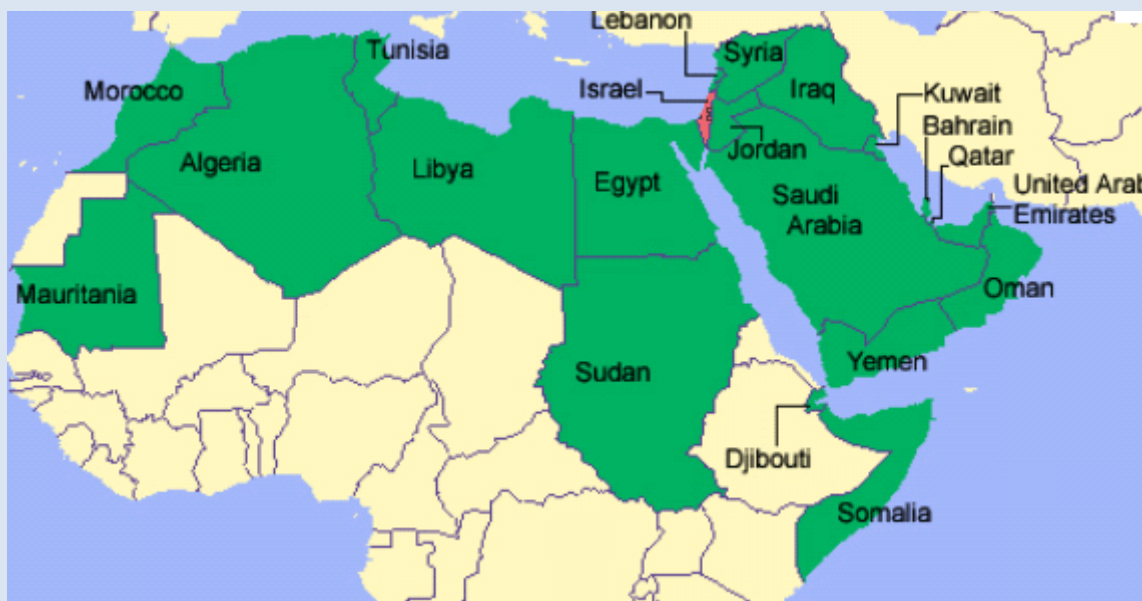 Lebanon
Tunisia
Syria
Morocco
Israel
Iraq
Kuwait
Bahrain
Jordan
Qatar
Algeria
Libya
Egypt
Saudi
Arabia
United Arab
Emirates
Mauritania
Oman
Sudan
Yemen
Djibouti
Somalia